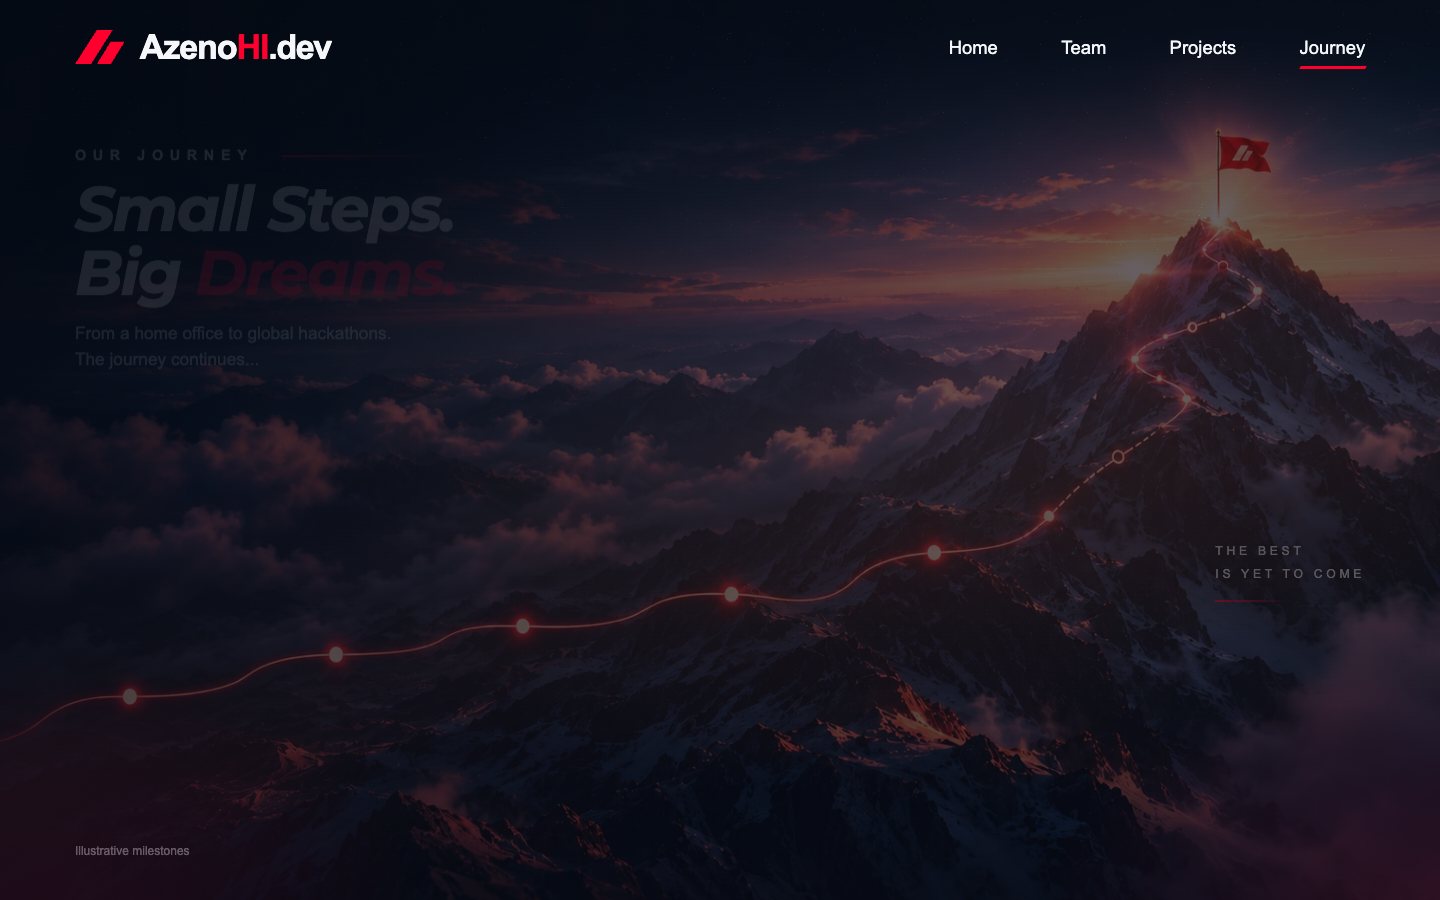 AzenoHI.dev
Home Team Projects Journey
OUR JOURNEY
Small Steps.
Big Dreams.
From a home office to global hackathons.
The journey continues...
THE BEST
IS YET TO COME
Illustrative milestones